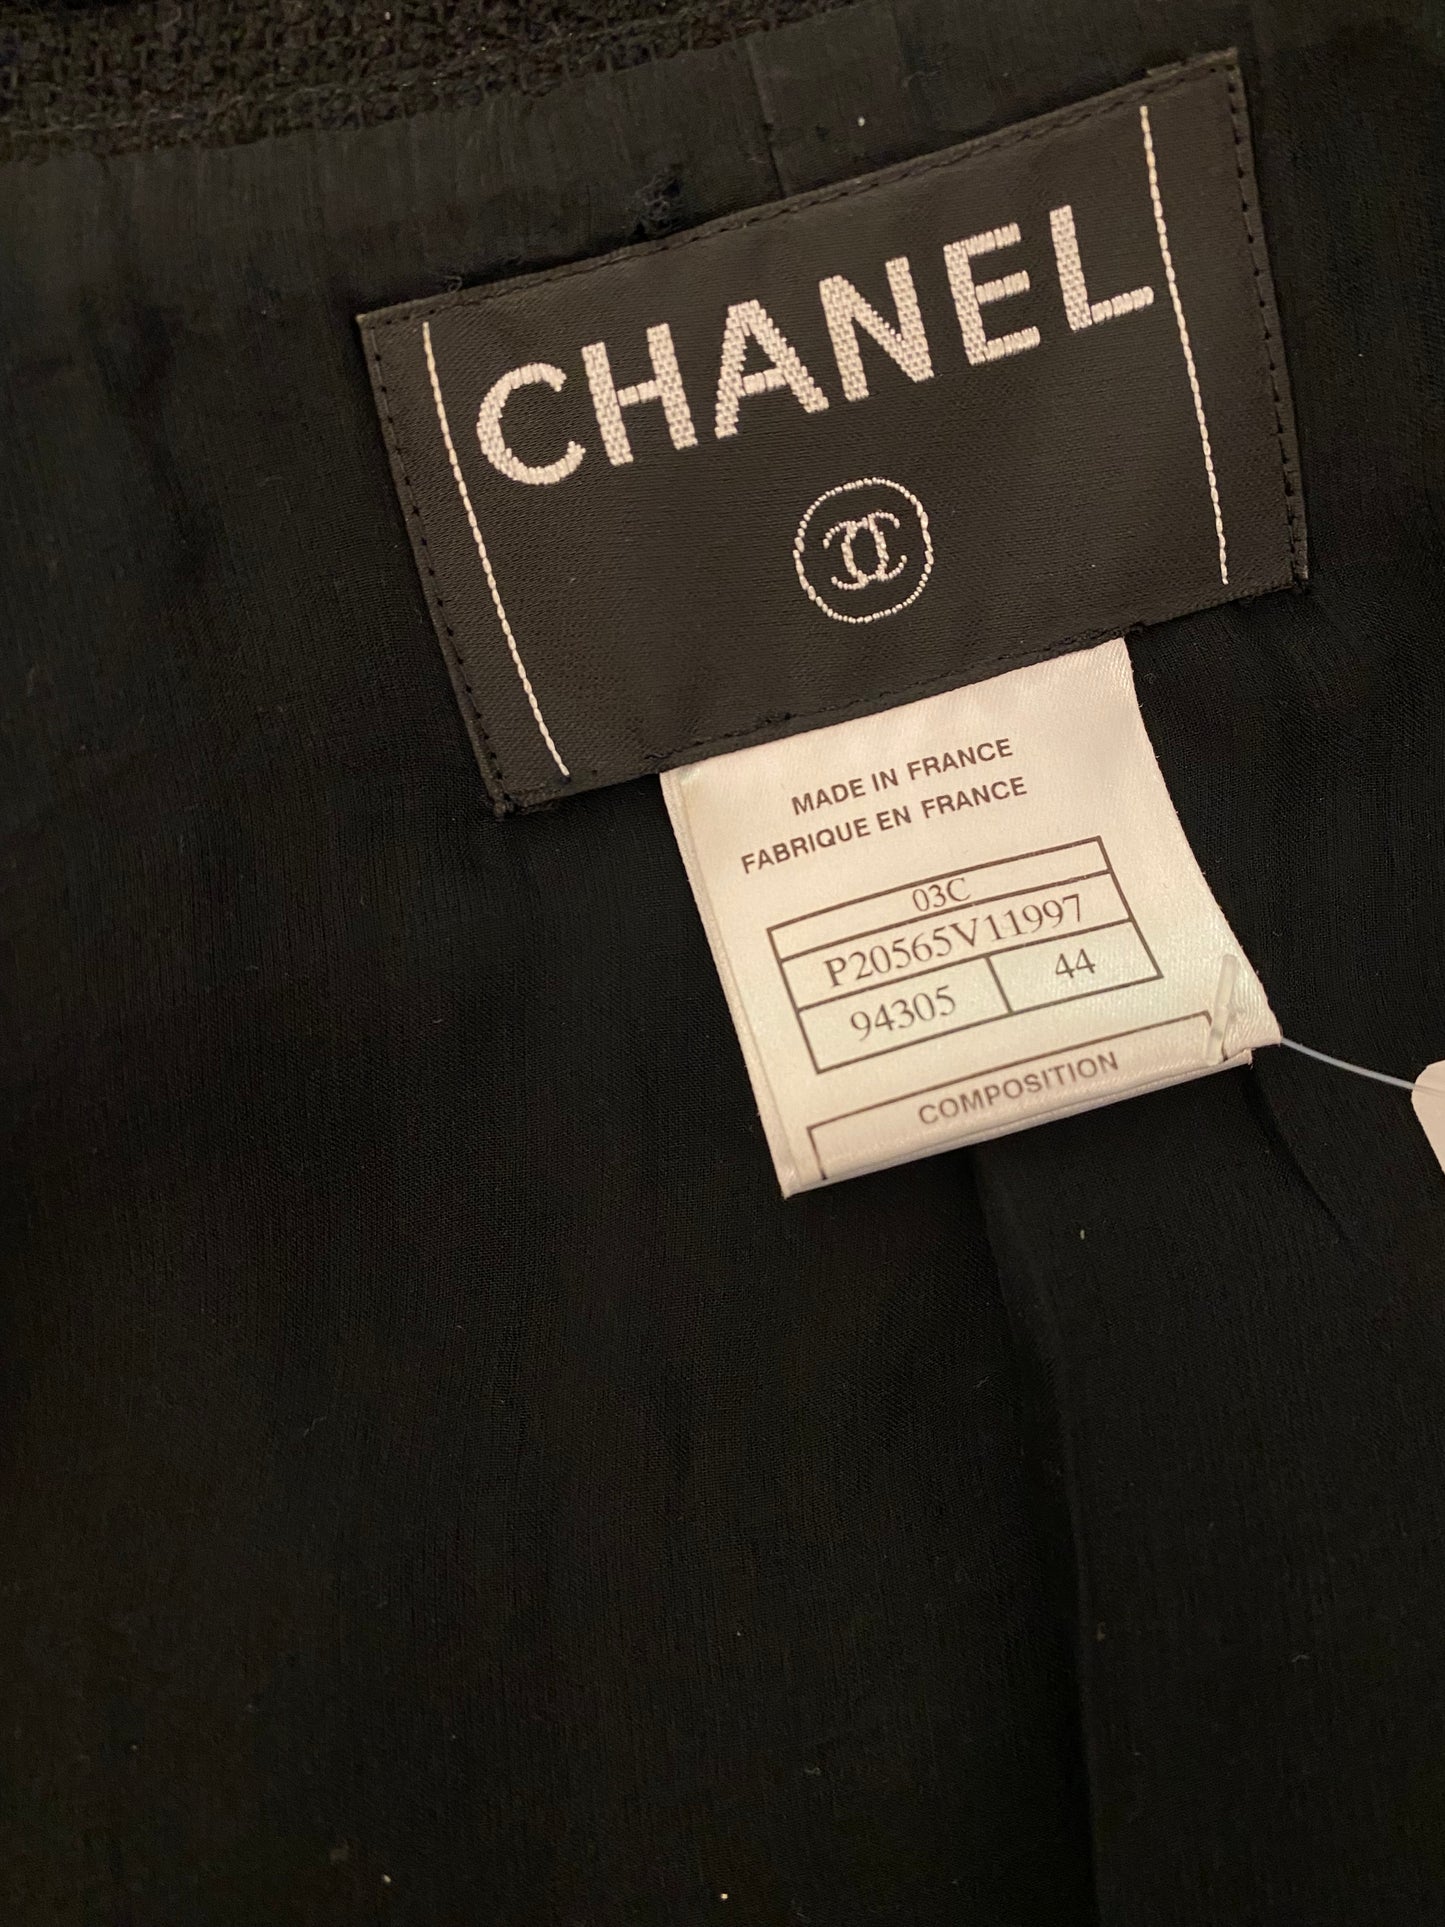 CHANEL
MADE IN FRANCE
FABRIQUE EN FRANCE
03C
P20565V11997
94305 44
COMPOSITION